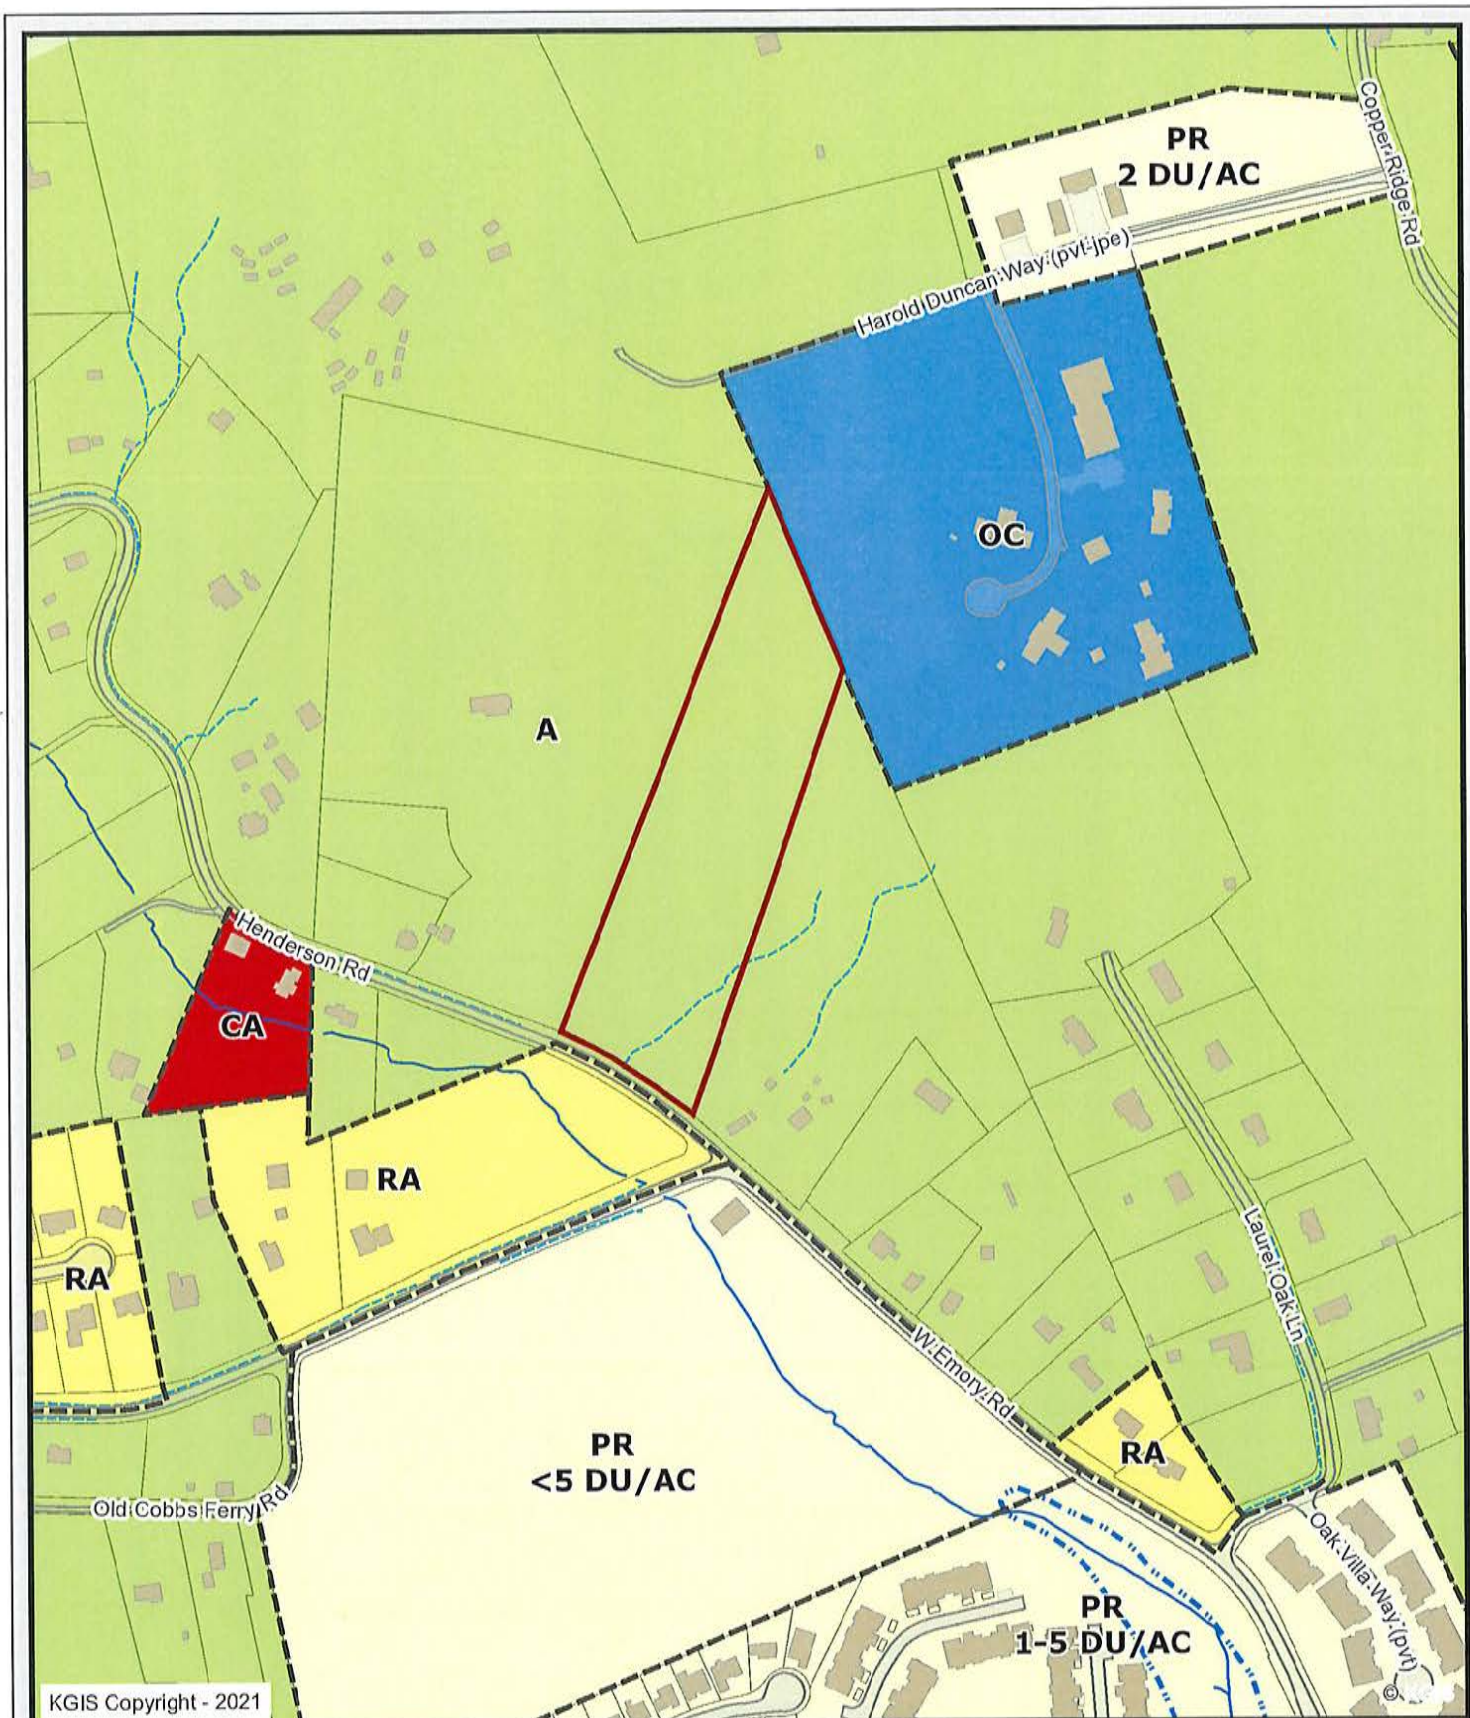 PR
2 DU/AC
Copper Ridge Rd
Harold Duncan Way (pvt-jpe)
OC
A
Henderson Rd
CA
RA
RA
Laurel Oak Ln
W Emory Rd
PR
<5 DU/AC
RA
Old Cobbs Ferry Rd
Oak Villa Way (pvt)
PR
1-5 DU/AC
KGIS Copyright - 2021
©